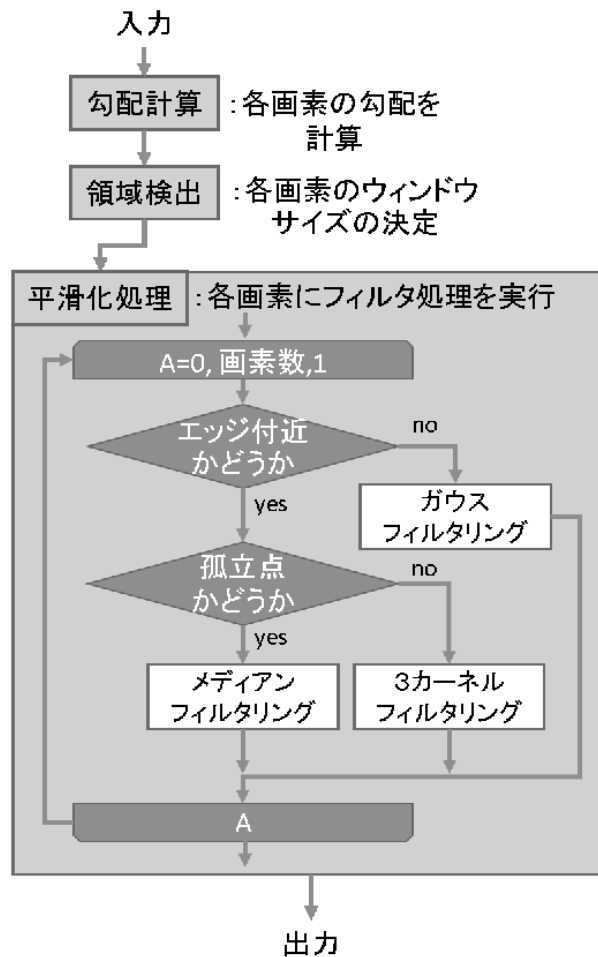 入力
勾配計算
:各画素の勾配を
計算
領域検出
:各画素のウィンドウ
サイズの決定
平滑化処理
:各画素にフィルタ処理を実行
A=0, 画素数,1
エッジ付近
かどうか
no
yes
ガウス
フィルタリング
孤立点
かどうか
no
yes
メディアン
フィルタリング
3カーネル
フィルタリング
A
出力